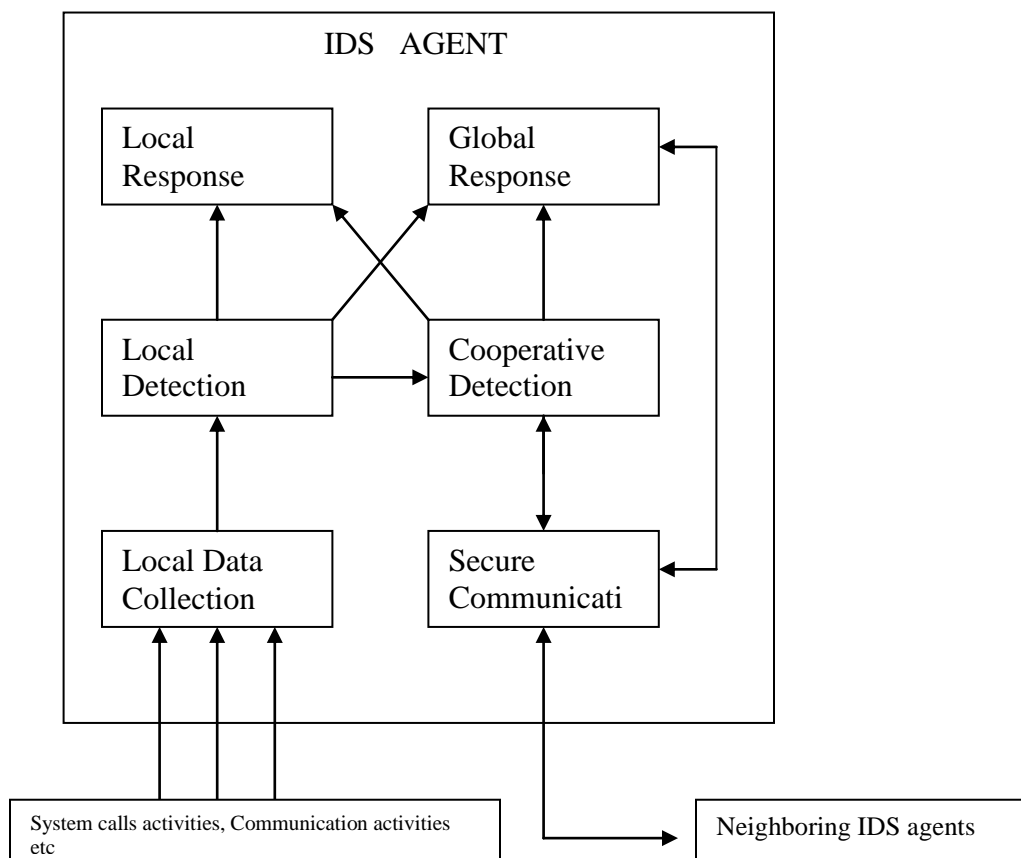 IDS AGENT
Local
Response
Global
Response
Local
Detection
Cooperative
Detection
Local Data
Collection
Secure
Communicati
System calls activities, Communication activities
etc
Neighboring IDS agents